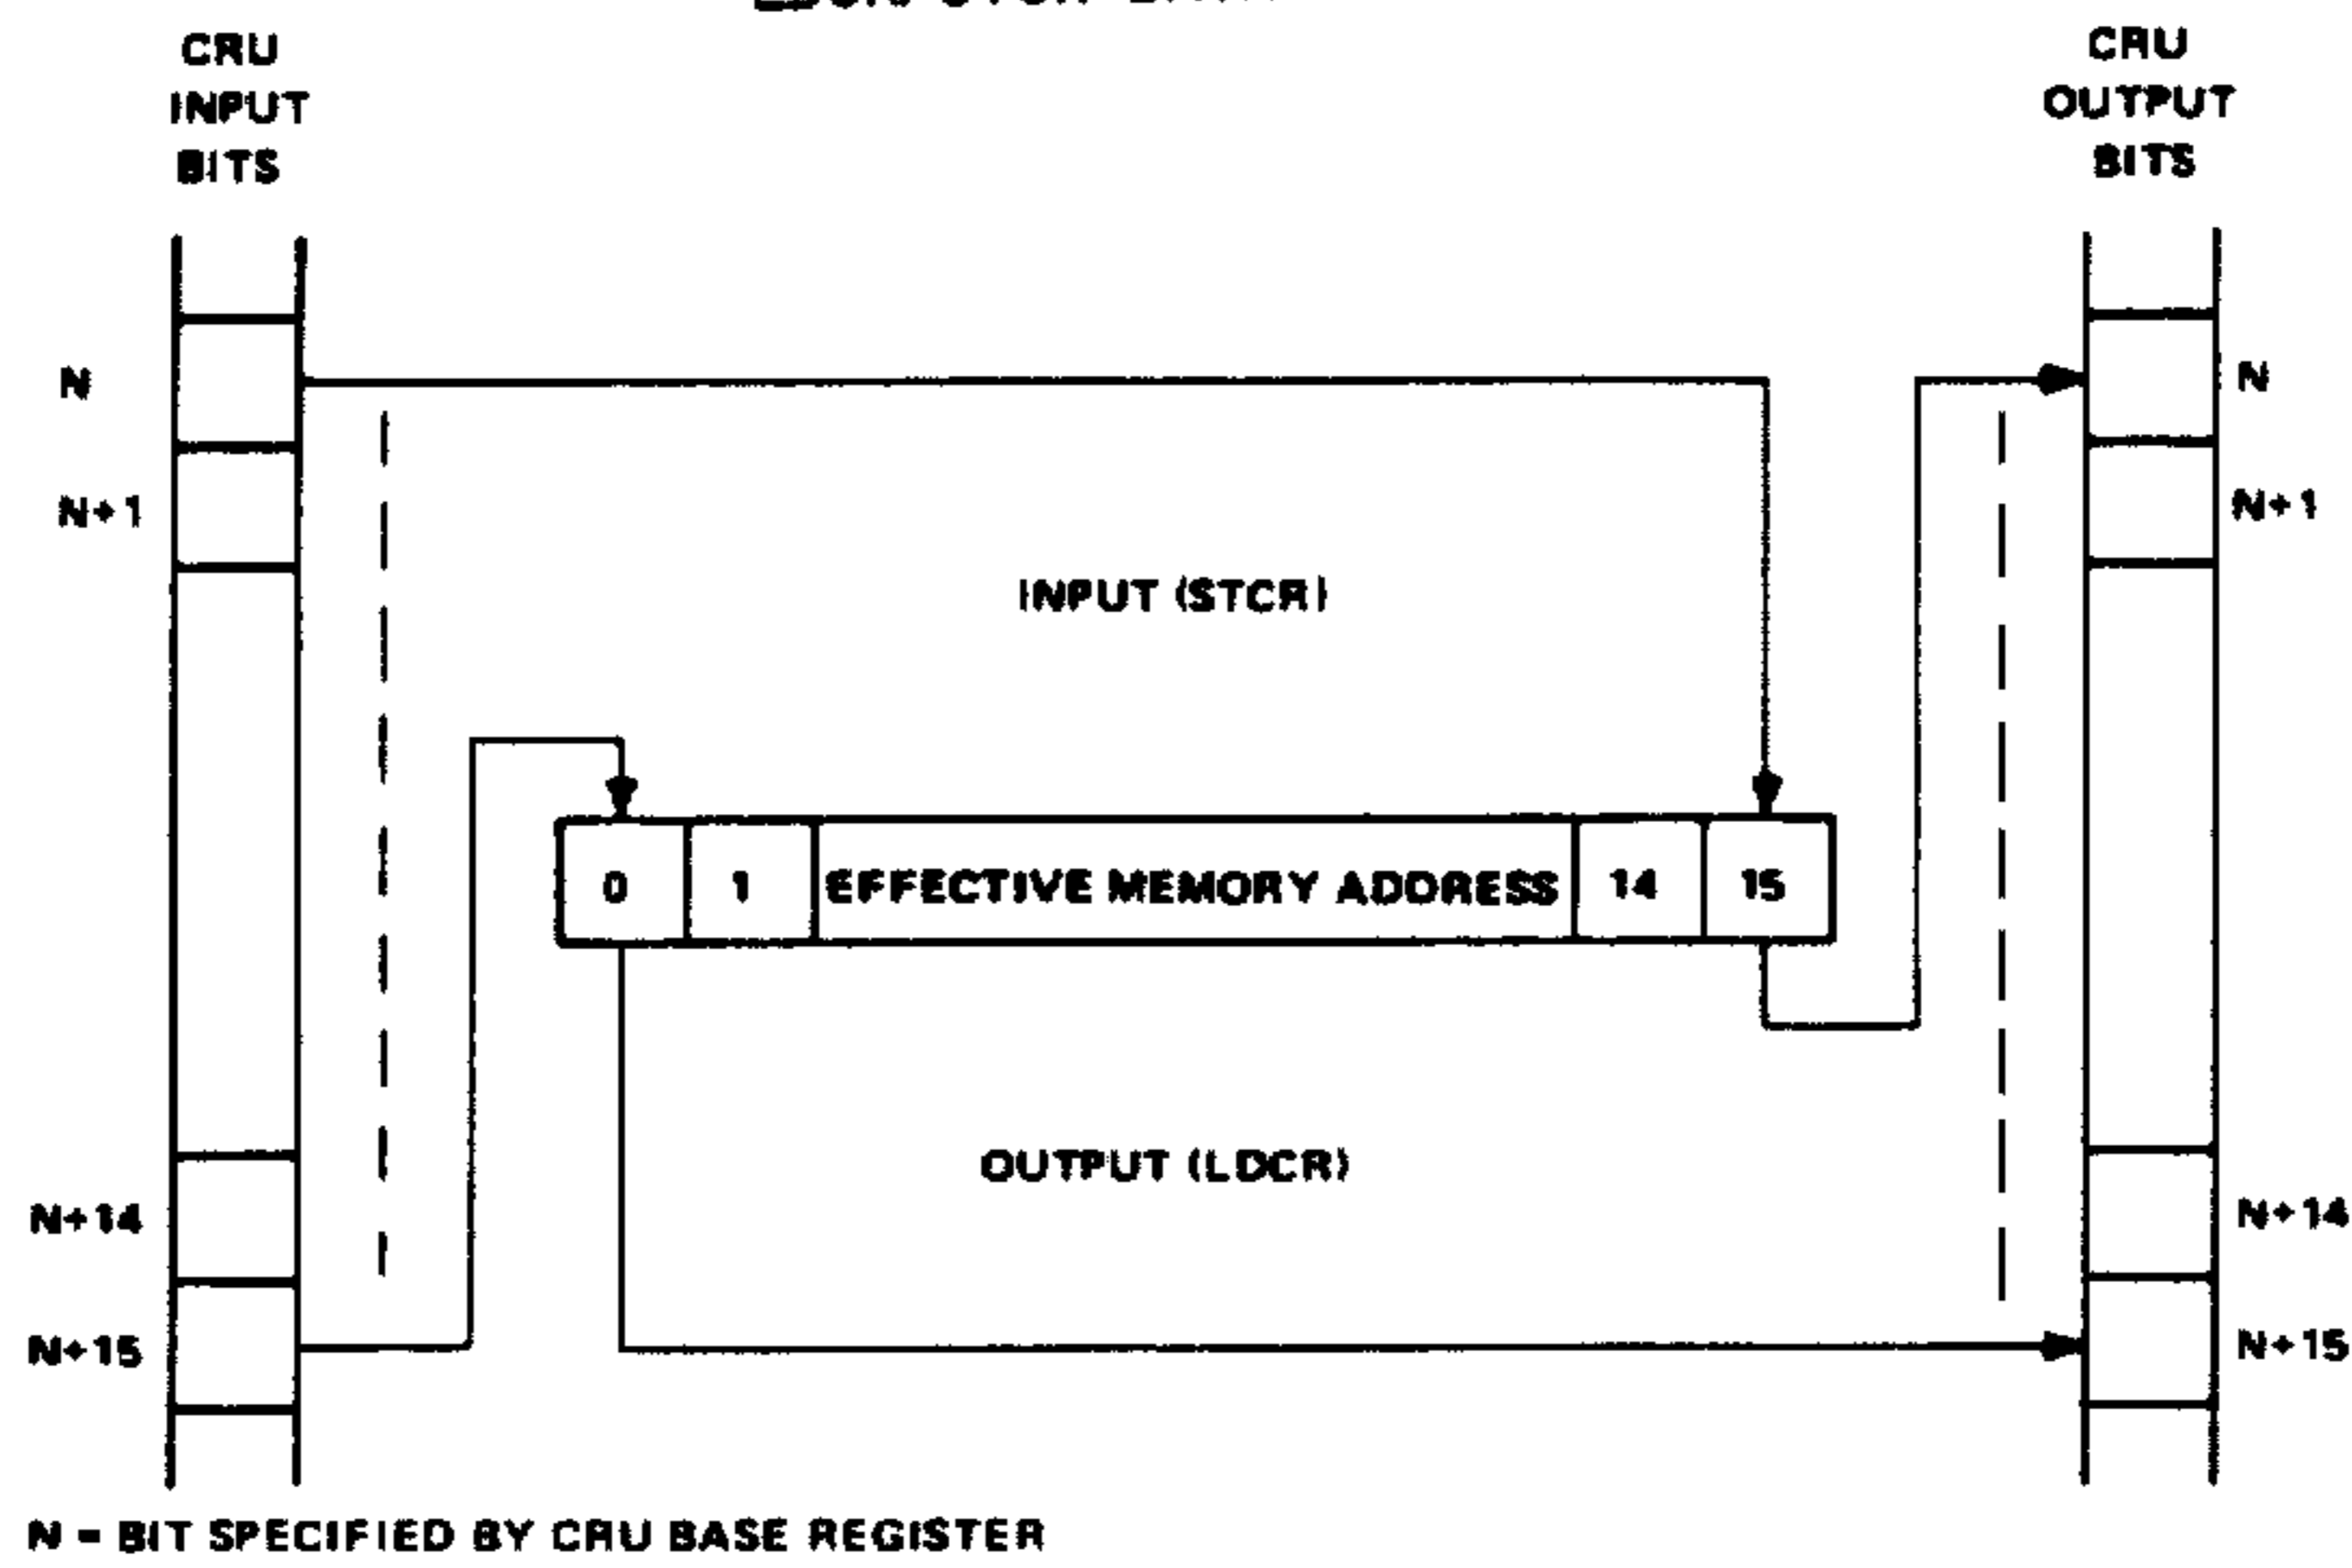 CRU
INPUT
BITS
CRU
OUTPUT
BITS
N
N
N+1
N+1
INPUT (STCR)
0 1 EFFECTIVE MEMORY ADDRESS 14 15
OUTPUT (LDCR)
N+14
N+14
N+15
N+15
N = BIT SPECIFIED BY CRU BASE REGISTER